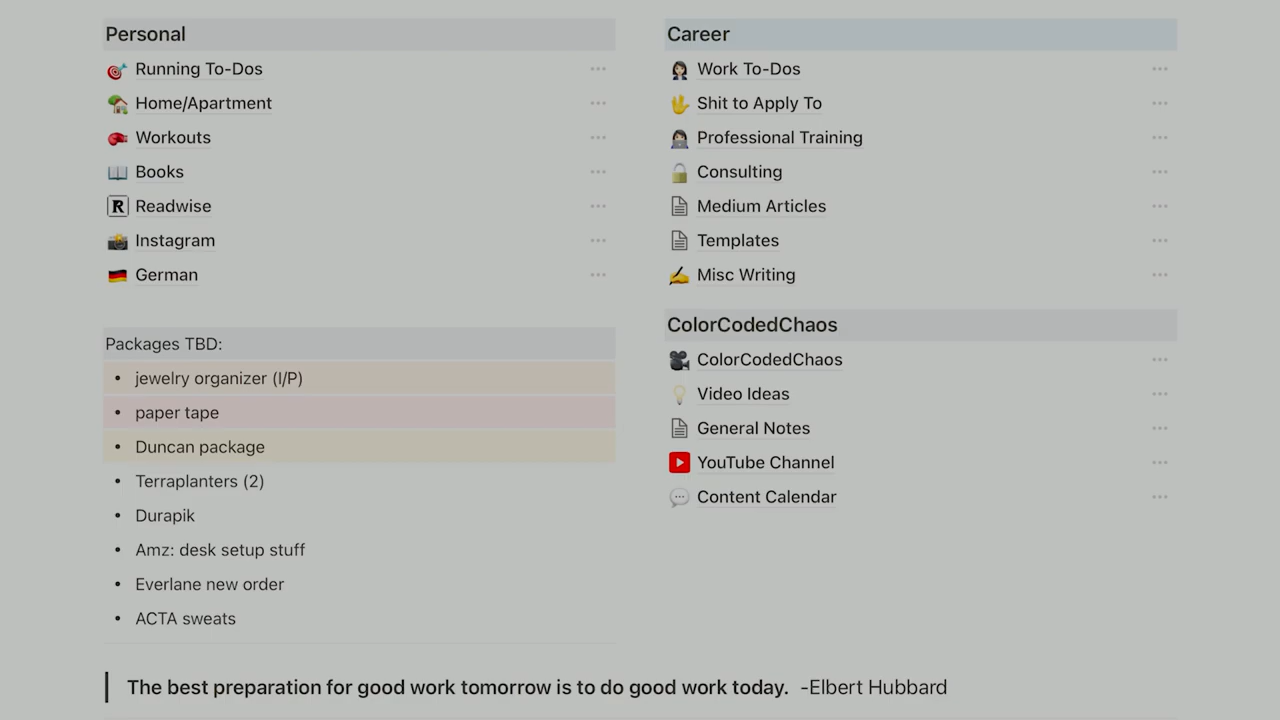 Personal
Running To-Dos
Home/Apartment
Workouts
Books
R Readwise
Instagram
German
Packages TBD:
• jewelry organizer (I/P)
• paper tape
• Duncan package
• Terraplanters (2)
• Durapik
• Amz: desk setup stuff
• Everlane new order
• ACTA sweats
Career
Work To-Dos
Shit to Apply To
Professional Training
Consulting
Medium Articles
Templates
Misc Writing
ColorCodedChaos
ColorCodedChaos
Video Ideas
General Notes
YouTube Channel
Content Calendar
The best preparation for good work tomorrow is to do good work today. -Elbert Hubbard